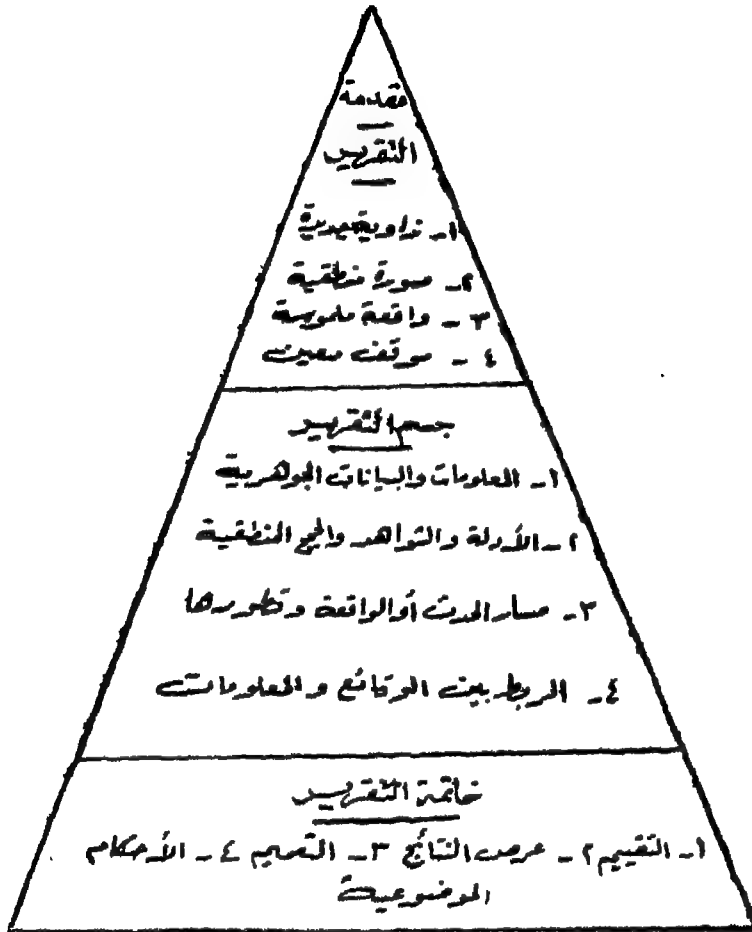 مقدمة
التقرير
١- زاوية جديدة
٢- صورة منطقية
٣- واقعة ملموسة
٤- موقف معين
جسم التقرير
١- المعلومات والبيانات الجوهرية
٢- الأدلة والشواهد والحجج المنطقية
٣- مسار الحدث أو الواقعة وتطورها
٤- الربط بين الوقائع والمعلومات
خاتمة التقرير
١- التقييم ٢- عرض النتائج ٣- التعميم ٤- الأحكام
الموضوعية